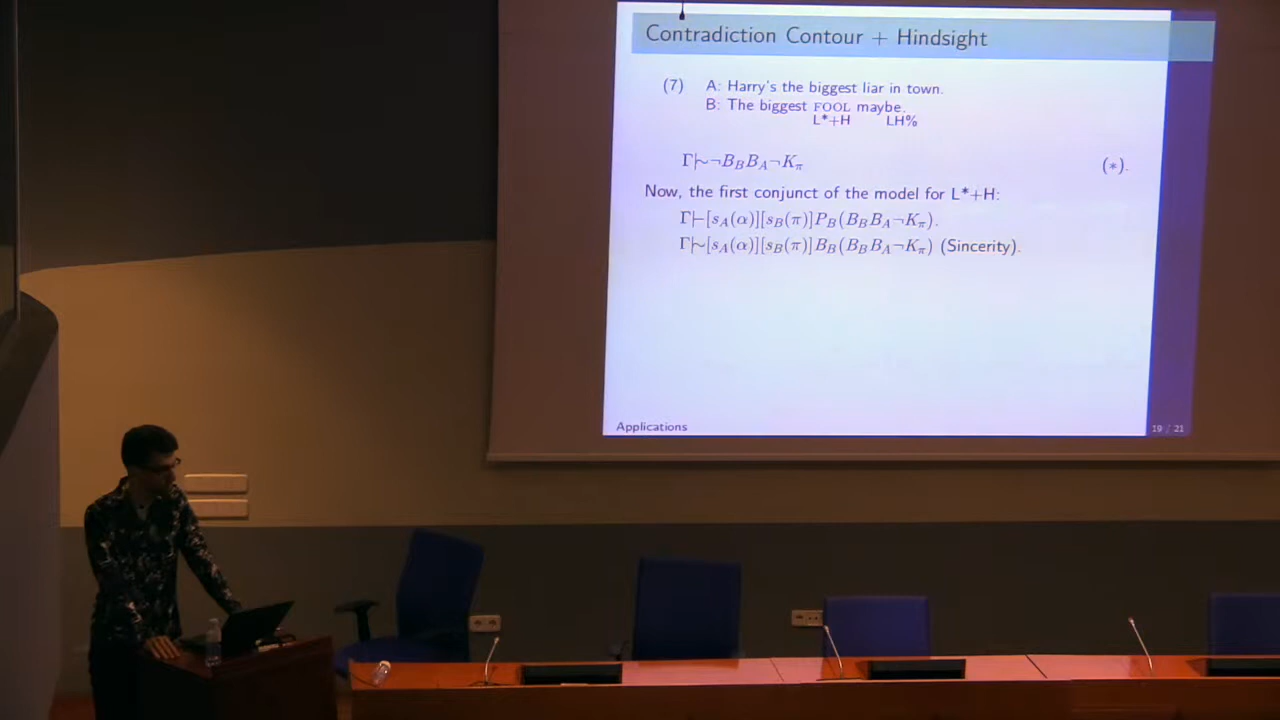 Contradiction Contour + Hindsight
(7) A: Harry's the biggest liar in town.
B: The biggest FOOL maybe.
L*+H LH%
Γ|~¬B_B B_A ¬K_π (*).
Now, the first conjunct of the model for L*+H:
Γ⊢[s_A(α)][s_B(π)]P_B(B_B B_A ¬K_π).
Γ|~[s_A(α)][s_B(π)]B_B(B_B B_A ¬K_π) (Sincerity).
Applications
19 / 21